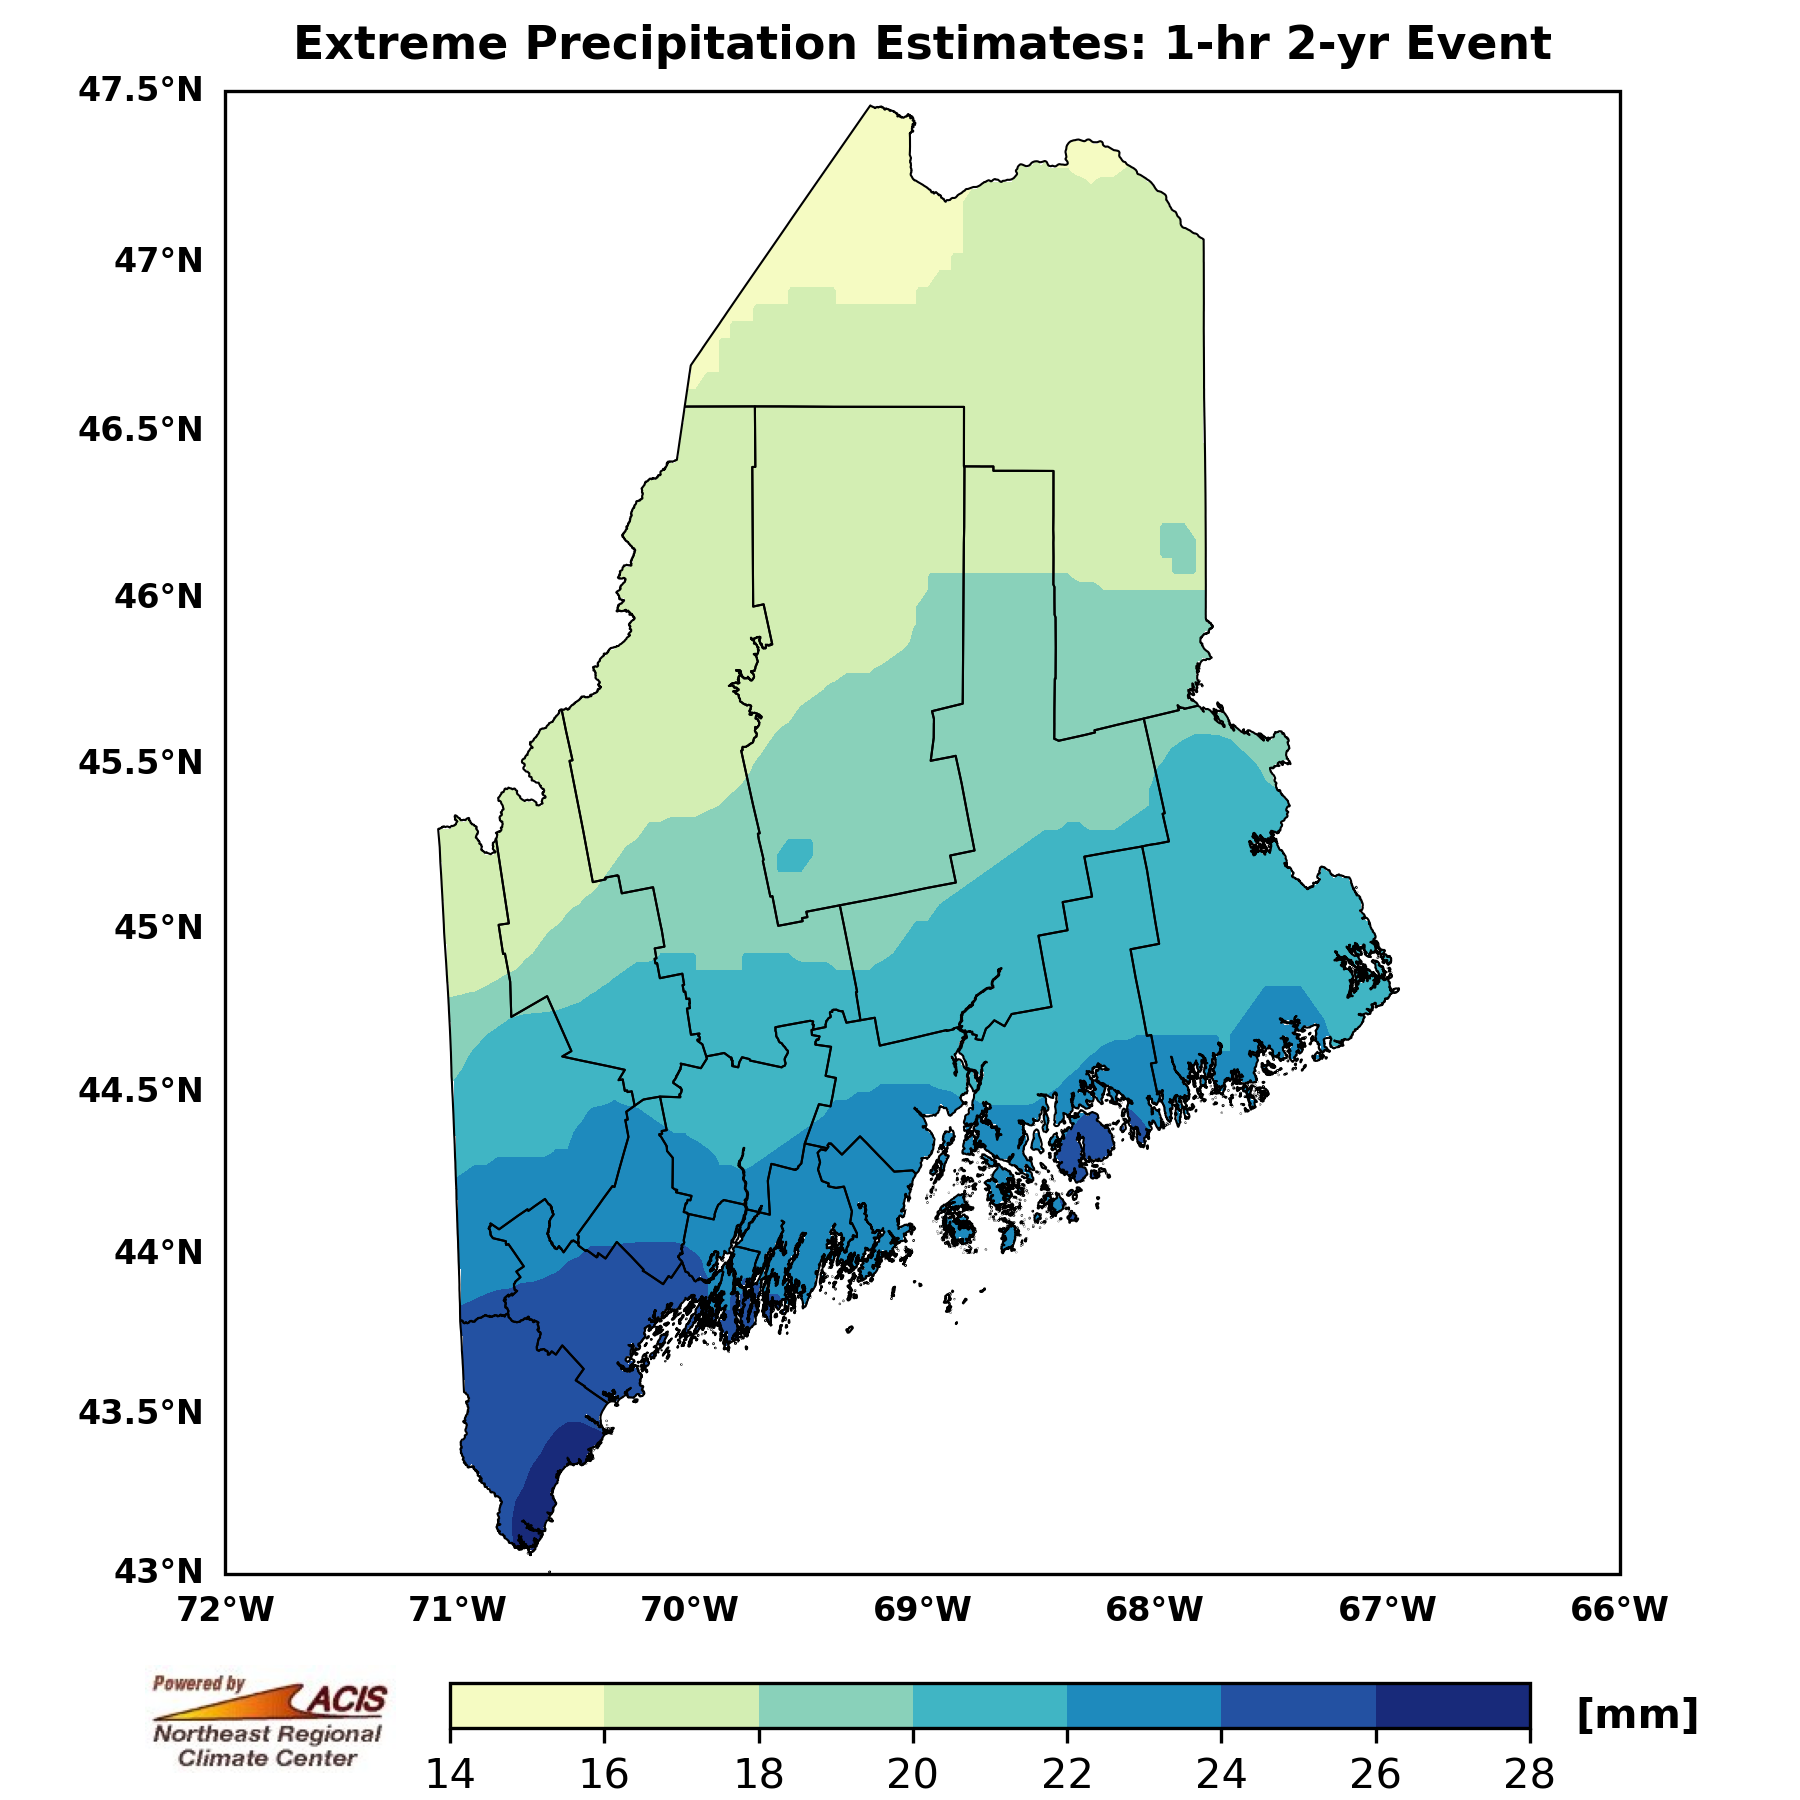 Extreme Precipitation Estimates: 1-hr 2-yr Event
47.5°N
47°N
46.5°N
46°N
45.5°N
45°N
44.5°N
44°N
43.5°N
43°N
72°W 71°W 70°W 69°W 68°W 67°W 66°W
Powered by
ACIS
Northeast Regional
Climate Center
[mm]
14 16 18 20 22 24 26 28